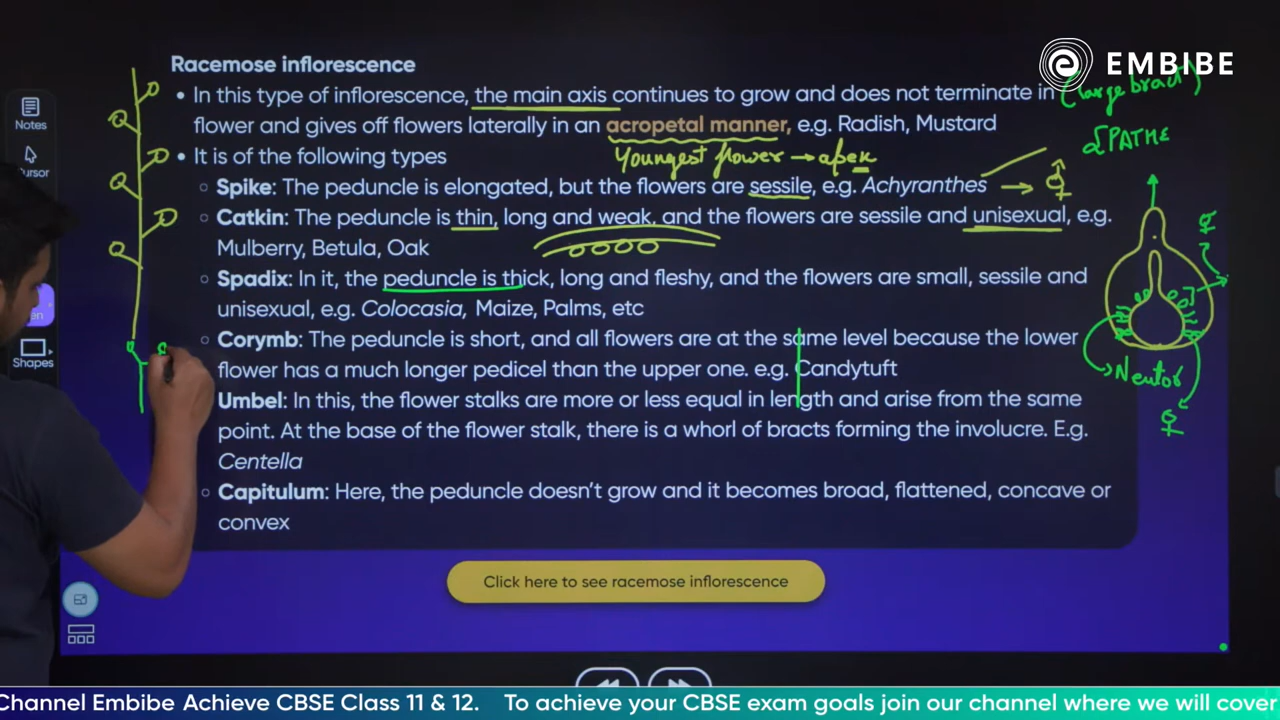 EMBIBE
Racemose inflorescence
• In this type of inflorescence, the main axis continues to grow and does not terminate in
(large bract)
flower and gives off flowers laterally in an acropetal manner, e.g. Radish, Mustard
SPATHE
• It is of the following types
Youngest flower → apex
○ Spike: The peduncle is elongated, but the flowers are sessile, e.g. Achyranthes →
○ Catkin: The peduncle is thin, long and weak, and the flowers are sessile and unisexual, e.g.
Mulberry, Betula, Oak
○ Spadix: In it, the peduncle is thick, long and fleshy, and the flowers are small, sessile and
unisexual, e.g. Colocasia, Maize, Palms, etc
○ Corymb: The peduncle is short, and all flowers are at the same level because the lower
flower has a much longer pedicel than the upper one. e.g. Candytuft
Neutor
♀
Umbel: In this, the flower stalks are more or less equal in length and arise from the same
point. At the base of the flower stalk, there is a whorl of bracts forming the involucre. E.g.
Centella
○ Capitulum: Here, the peduncle doesn't grow and it becomes broad, flattened, concave or
convex
Click here to see racemose inflorescence
Notes
Shapes
Channel Embibe Achieve CBSE Class 11 & 12. To achieve your CBSE exam goals join our channel where we will cover